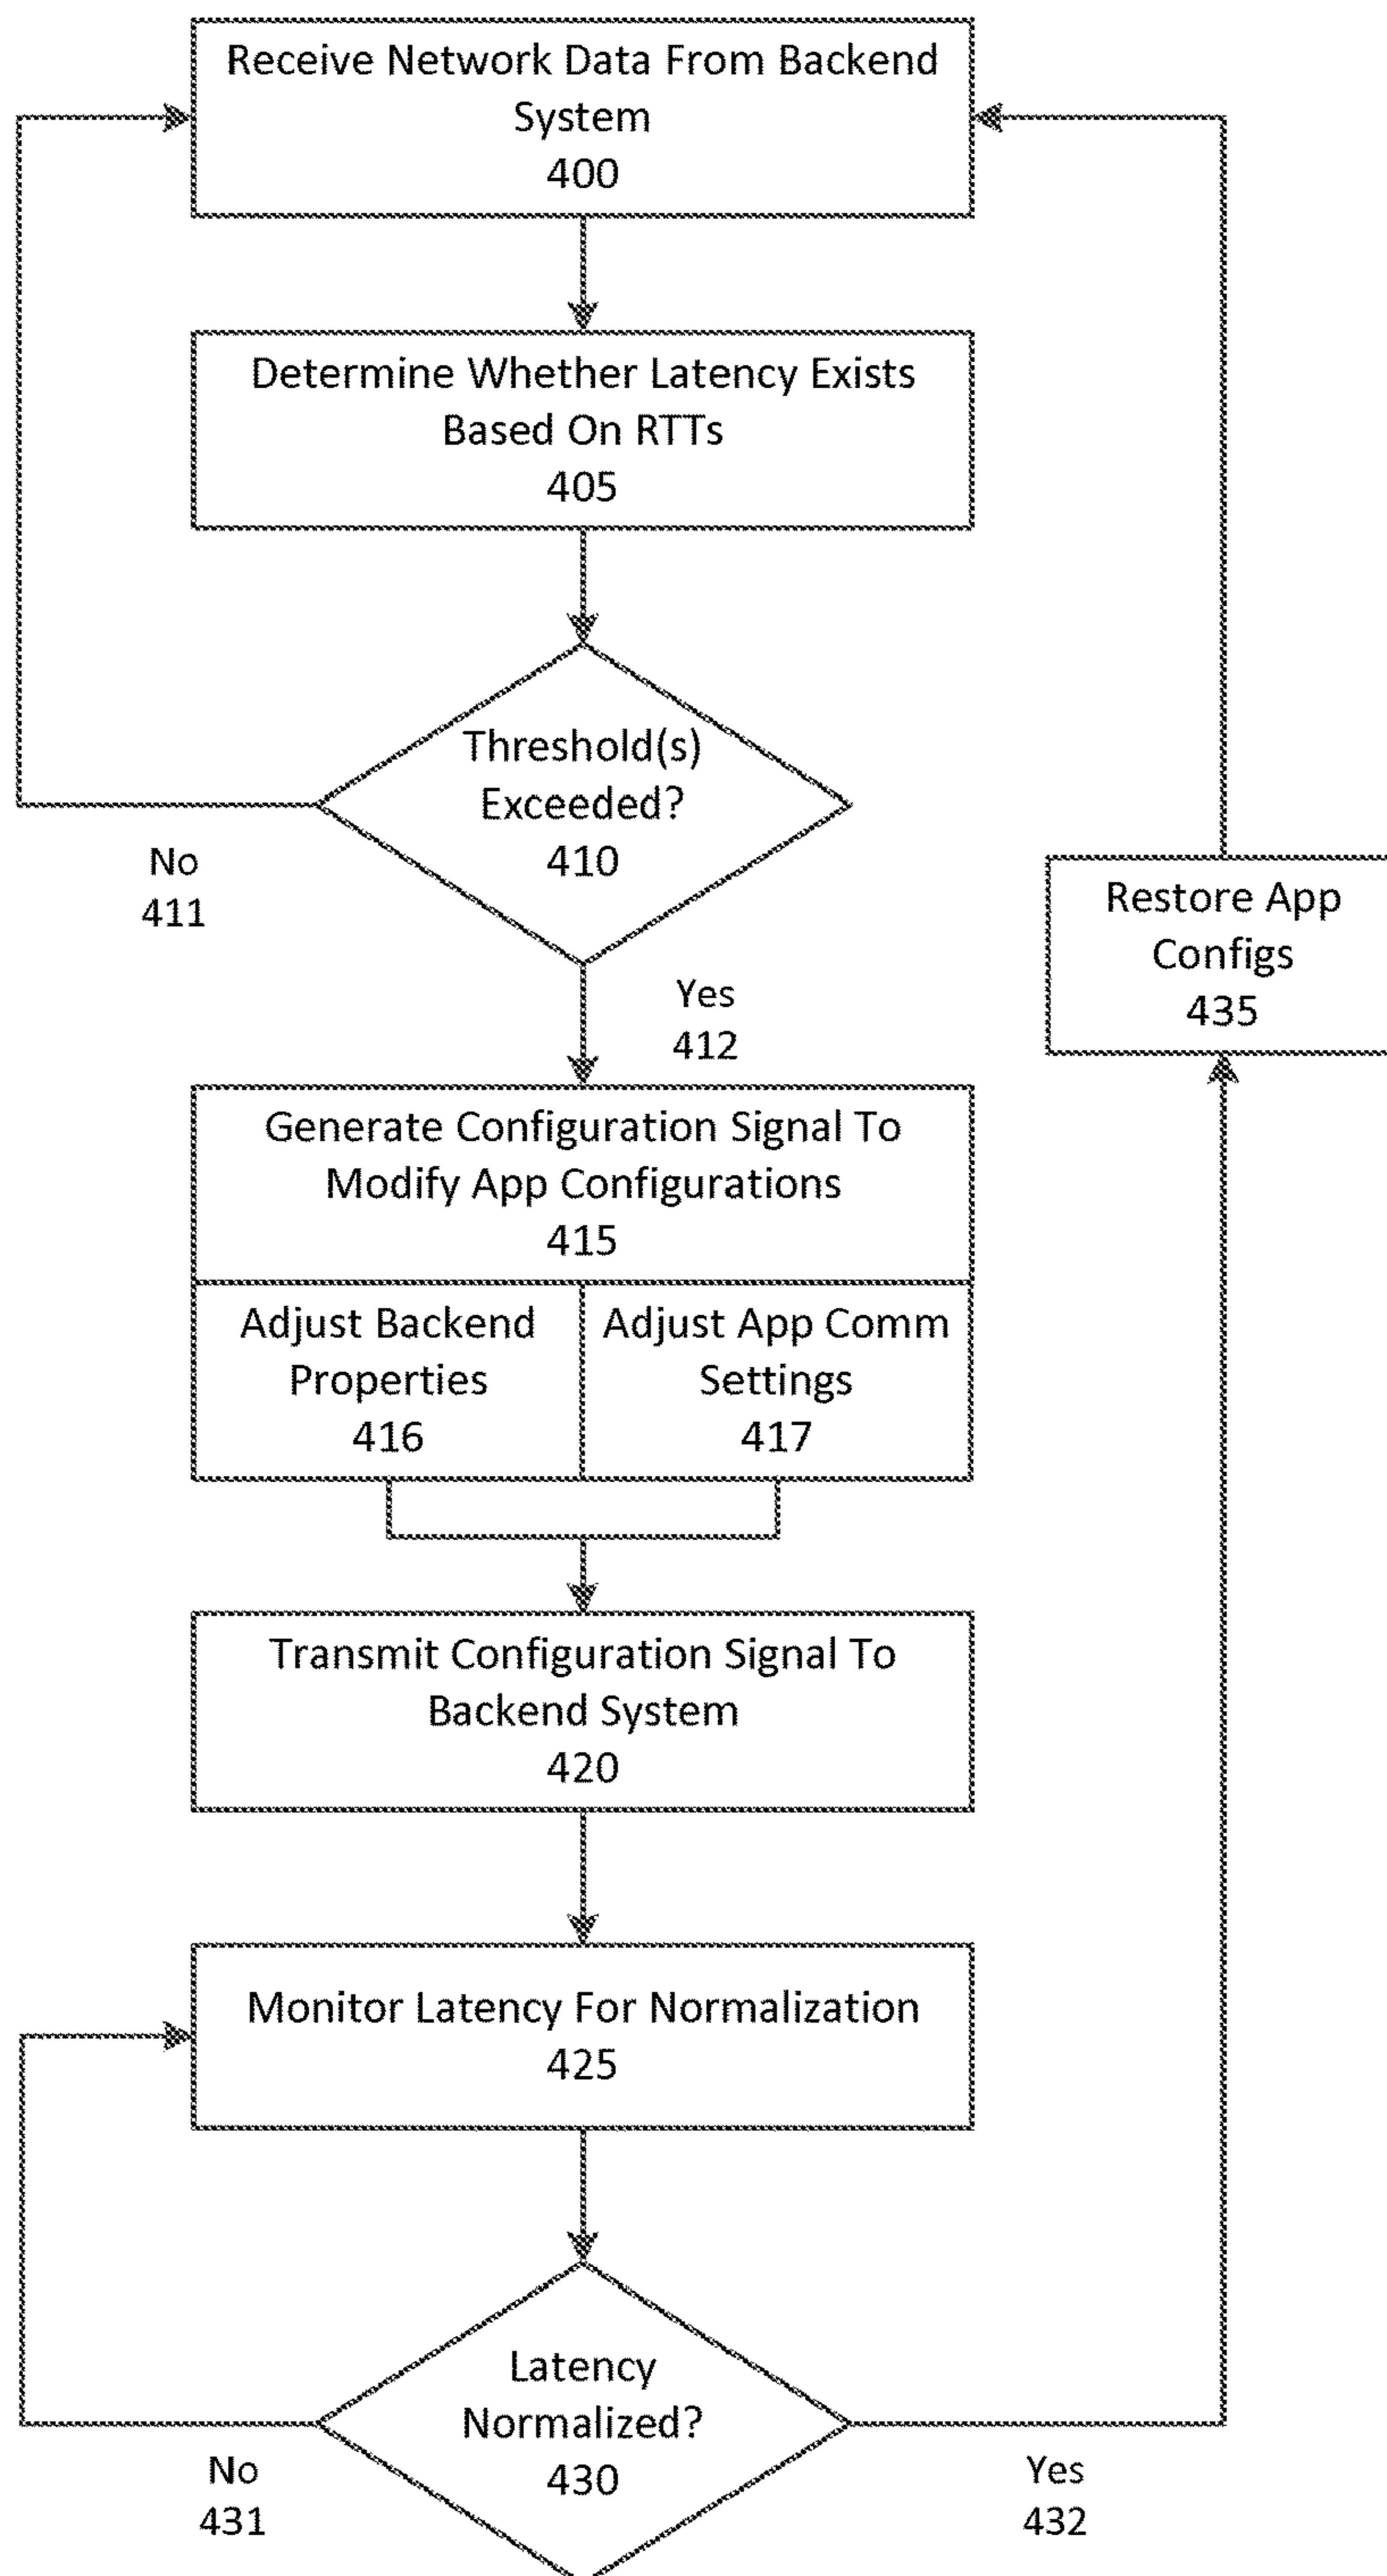 Receive Network Data From Backend
System
400
Determine Whether Latency Exists
Based On RTTs
405
Threshold(s)
Exceeded?
410
No
411
Yes
412
Restore App
Configs
435
Generate Configuration Signal To
Modify App Configurations
415
Adjust Backend
Properties
416
Adjust App Comm
Settings
417
Transmit Configuration Signal To
Backend System
420
Monitor Latency For Normalization
425
Latency
Normalized?
430
No
431
Yes
432